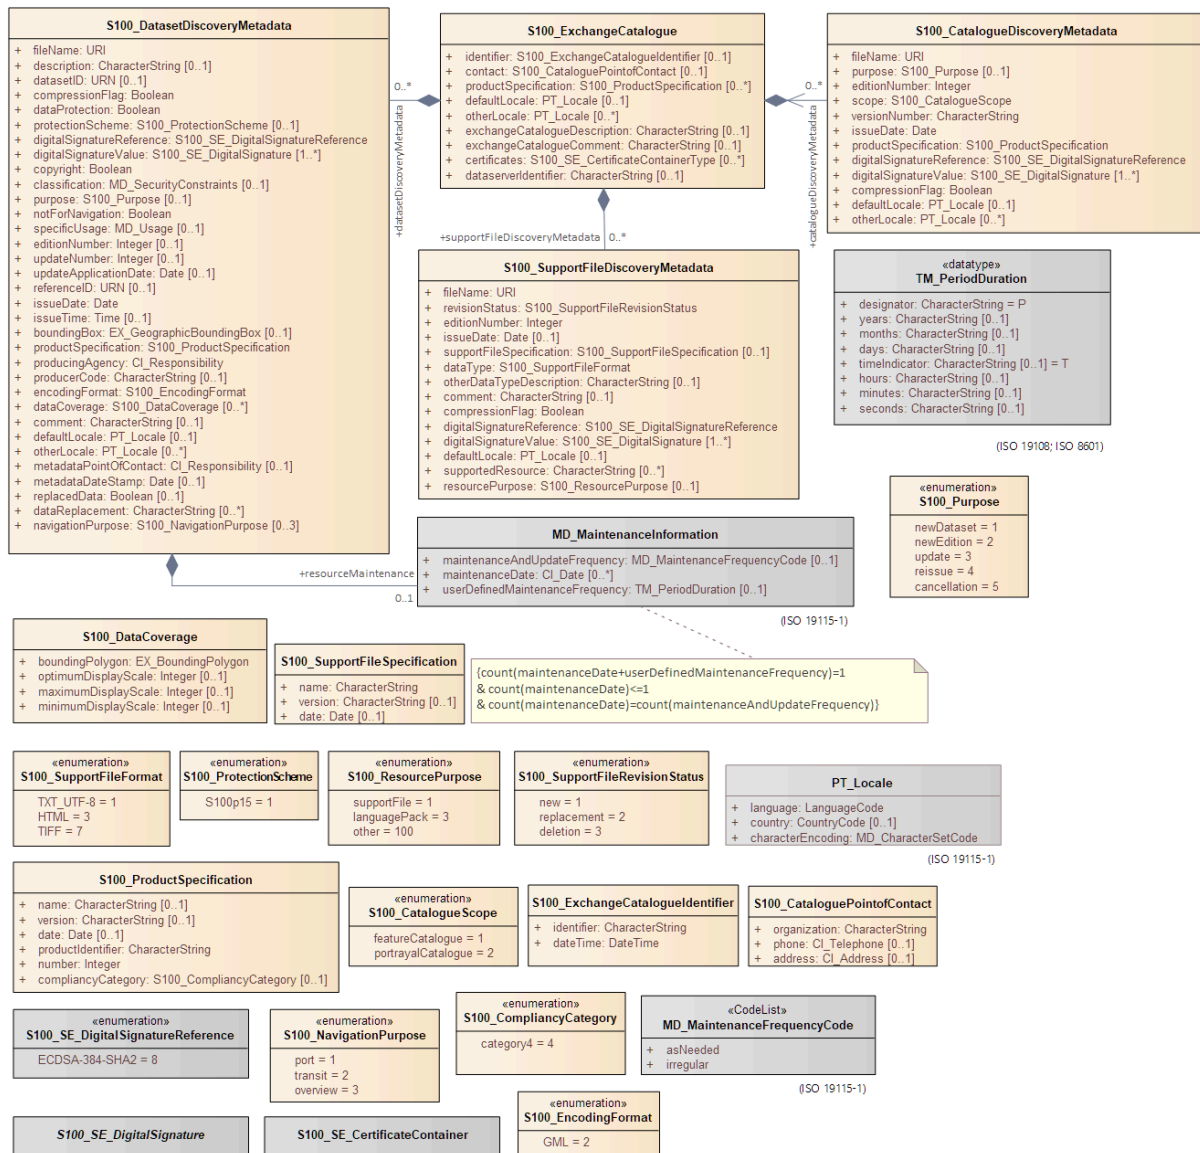 S100_DatasetDiscoveryMetadata
+ fileName: URI
+ description: CharacterString [0..1]
+ datasetID: URN [0..1]
+ compressionFlag: Boolean
+ dataProtection: Boolean
+ protectionScheme: S100_ProtectionScheme [0..1]
+ digitalSignatureReference: S100_SE_DigitalSignatureReference
+ digitalSignatureValue: S100_SE_DigitalSignature [1..*]
+ copyright: Boolean
+ classification: MD_SecurityConstraints [0..1]
+ purpose: S100_Purpose [0..1]
+ notForNavigation: Boolean
+ specificUsage: MD_Usage [0..1]
+ editionNumber: Integer [0..1]
+ updateNumber: Integer [0..1]
+ updateApplicationDate: Date [0..1]
+ referenceID: URN [0..1]
+ issueDate: Date
+ issueTime: Time [0..1]
+ boundingBox: EX_GeographicBoundingBox [0..1]
+ productSpecification: S100_ProductSpecification
+ producingAgency: CI_Responsibility
+ producerCode: CharacterString [0..1]
+ encodingFormat: S100_EncodingFormat
+ dataCoverage: S100_DataCoverage [0..*]
+ comment: CharacterString [0..1]
+ defaultLocale: PT_Locale [0..1]
+ otherLocale: PT_Locale [0..*]
+ metadataPointOfContact: CI_Responsibility [0..1]
+ metadataDateStamp: Date [0..1]
+ replacedData: Boolean [0..1]
+ dataReplacement: CharacterString [0..*]
+ navigationPurpose: S100_NavigationPurpose [0..3]
0..*
+datasetDiscoveryMetadata
S100_ExchangeCatalogue
+ identifier: S100_ExchangeCatalogueIdentifier [0..1]
+ contact: S100_CataloguePointofContact [0..1]
+ productSpecification: S100_ProductSpecification [0..*]
+ defaultLocale: PT_Locale [0..1]
+ otherLocale: PT_Locale [0..*]
+ exchangeCatalogueDescription: CharacterString [0..1]
+ exchangeCatalogueComment: CharacterString [0..1]
+ certificates: S100_SE_CertificateContainerType [0..*]
+ dataserverIdentifier: CharacterString [0..1]
0..*
+catalogueDiscoveryMetadata
S100_CatalogueDiscoveryMetadata
+ fileName: URI
+ purpose: S100_Purpose [0..1]
+ editionNumber: Integer
+ scope: S100_CatalogueScope
+ versionNumber: CharacterString
+ issueDate: Date
+ productSpecification: S100_ProductSpecification
+ digitalSignatureReference: S100_SE_DigitalSignatureReference
+ digitalSignatureValue: S100_SE_DigitalSignature [1..*]
+ compressionFlag: Boolean
+ defaultLocale: PT_Locale [0..1]
+ otherLocale: PT_Locale [0..*]
+supportFileDiscoveryMetadata 0..*
S100_SupportFileDiscoveryMetadata
+ fileName: URI
+ revisionStatus: S100_SupportFileRevisionStatus
+ editionNumber: Integer
+ issueDate: Date [0..1]
+ supportFileSpecification: S100_SupportFileSpecification [0..1]
+ dataType: S100_SupportFileFormat
+ otherDataTypeDescription: CharacterString [0..1]
+ comment: CharacterString [0..1]
+ compressionFlag: Boolean
+ digitalSignatureReference: S100_SE_DigitalSignatureReference
+ digitalSignatureValue: S100_SE_DigitalSignature [1..*]
+ defaultLocale: PT_Locale [0..1]
+ supportedResource: CharacterString [0..*]
+ resourcePurpose: S100_ResourcePurpose [0..1]
«datatype»
TM_PeriodDuration
+ designator: CharacterString = P
+ years: CharacterString [0..1]
+ months: CharacterString [0..1]
+ days: CharacterString [0..1]
+ timeIndicator: CharacterString [0..1] = T
+ hours: CharacterString [0..1]
+ minutes: CharacterString [0..1]
+ seconds: CharacterString [0..1]
(ISO 19108; ISO 8601)
«enumeration»
S100_Purpose
newDataset = 1
newEdition = 2
update = 3
reissue = 4
cancellation = 5
+resourceMaintenance
0..1
MD_MaintenanceInformation
+ maintenanceAndUpdateFrequency: MD_MaintenanceFrequencyCode [0..1]
+ maintenanceDate: CI_Date [0..*]
+ userDefinedMaintenanceFrequency: TM_PeriodDuration [0..1]
(ISO 19115-1)
S100_DataCoverage
+ boundingPolygon: EX_BoundingPolygon
+ optimumDisplayScale: Integer [0..1]
+ maximumDisplayScale: Integer [0..1]
+ minimumDisplayScale: Integer [0..1]
S100_SupportFileSpecification
+ name: CharacterString
+ version: CharacterString [0..1]
+ date: Date [0..1]
{count(maintenanceDate+userDefinedMaintenanceFrequency)=1
& count(maintenanceDate)<=1
& count(maintenanceDate)=count(maintenanceAndUpdateFrequency)}
«enumeration»
S100_SupportFileFormat
TXT_UTF-8 = 1
HTML = 3
TIFF = 7
«enumeration»
S100_ProtectionScheme
S100p15 = 1
«enumeration»
S100_ResourcePurpose
supportFile = 1
languagePack = 3
other = 100
«enumeration»
S100_SupportFileRevisionStatus
new = 1
replacement = 2
deletion = 3
PT_Locale
+ language: LanguageCode
+ country: CountryCode [0..1]
+ characterEncoding: MD_CharacterSetCode
(ISO 19115-1)
S100_ProductSpecification
+ name: CharacterString [0..1]
+ version: CharacterString [0..1]
+ date: Date [0..1]
+ productIdentifier: CharacterString
+ number: Integer
+ compliancyCategory: S100_CompliancyCategory [0..1]
«enumeration»
S100_CatalogueScope
featureCatalogue = 1
portrayalCatalogue = 2
S100_ExchangeCatalogueIdentifier
+ identifier: CharacterString
+ dateTime: DateTime
S100_CataloguePointofContact
+ organization: CharacterString
+ phone: CI_Telephone [0..1]
+ address: CI_Address [0..1]
«enumeration»
S100_SE_DigitalSignatureReference
ECDSA-384-SHA2 = 8
«enumeration»
S100_NavigationPurpose
port = 1
transit = 2
overview = 3
«enumeration»
S100_CompliancyCategory
category4 = 4
«CodeList»
MD_MaintenanceFrequencyCode
+ asNeeded
+ irregular
(ISO 19115-1)
S100_SE_DigitalSignature
S100_SE_CertificateContainer
«enumeration»
S100_EncodingFormat
GML = 2